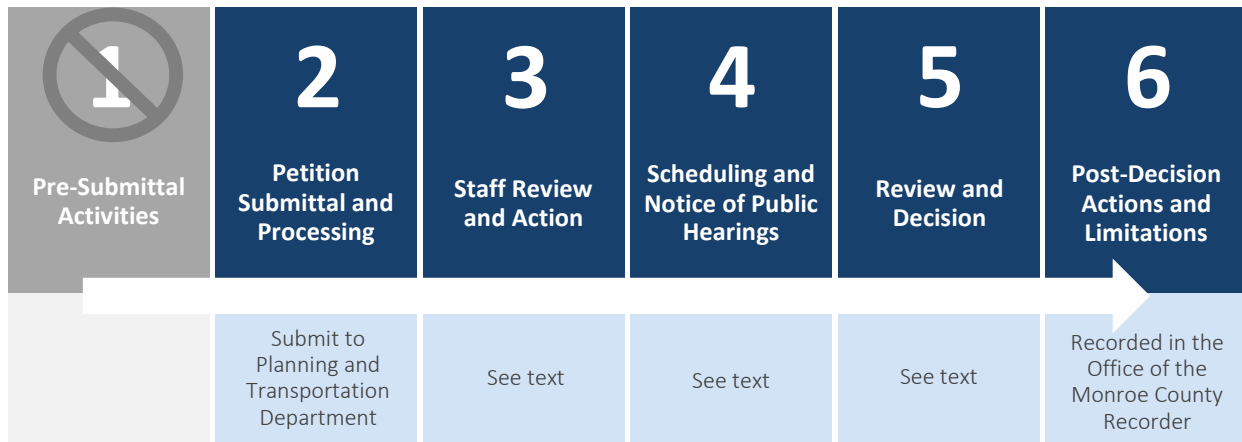 1
Pre-Submittal
Activities
2
Petition
Submittal and
Processing
Submit to
Planning and
Transportation
Department
3
Staff Review
and Action
See text
4
Scheduling and
Notice of Public
Hearings
See text
5
Review and
Decision
See text
6
Post-Decision
Actions and
Limitations
Recorded in the
Office of the
Monroe County
Recorder